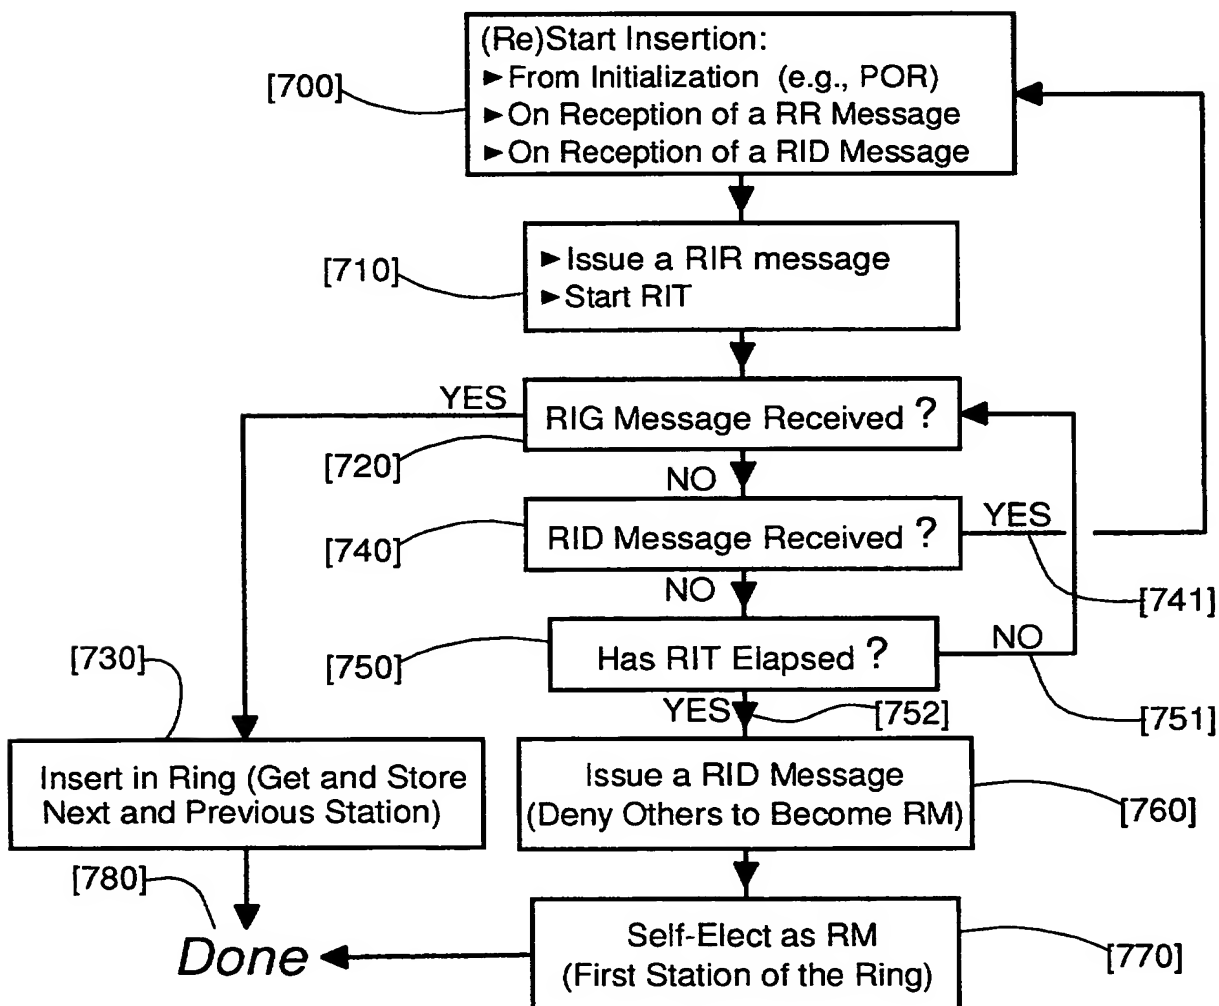 (Re)Start Insertion:
►From Initialization (e.g., POR)
►On Reception of a RR Message
►On Reception of a RID Message
[700]
►Issue a RIR message
►Start RIT
[710]
YES
RIG Message Received ?
[720]
NO
RID Message Received ?
YES
[740]
[741]
NO
Has RIT Elapsed ?
NO
[750]
[751]
[730]
YES
[752]
Insert in Ring (Get and Store
Next and Previous Station)
Issue a RID Message
(Deny Others to Become RM)
[760]
[780]
Done
Self-Elect as RM
(First Station of the Ring)
[770]